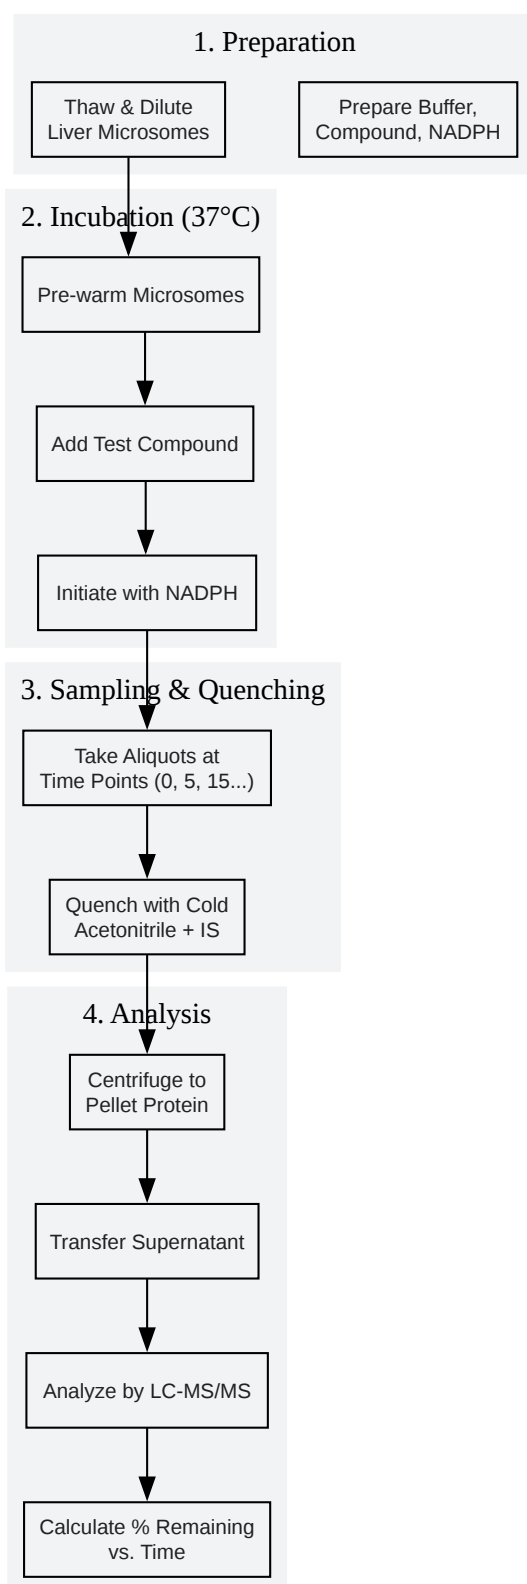 1. Preparation
Thaw & Dilute
Liver Microsomes
Prepare Buffer,
Compound, NADPH
2. Incubation (37°C)
Pre-warm Microsomes
Add Test Compound
Initiate with NADPH
3. Sampling & Quenching
Take Aliquots at
Time Points (0, 5, 15...)
Quench with Cold
Acetonitrile + IS
4. Analysis
Centrifuge to
Pellet Protein
Transfer Supernatant
Analyze by LC-MS/MS
Calculate % Remaining
vs. Time